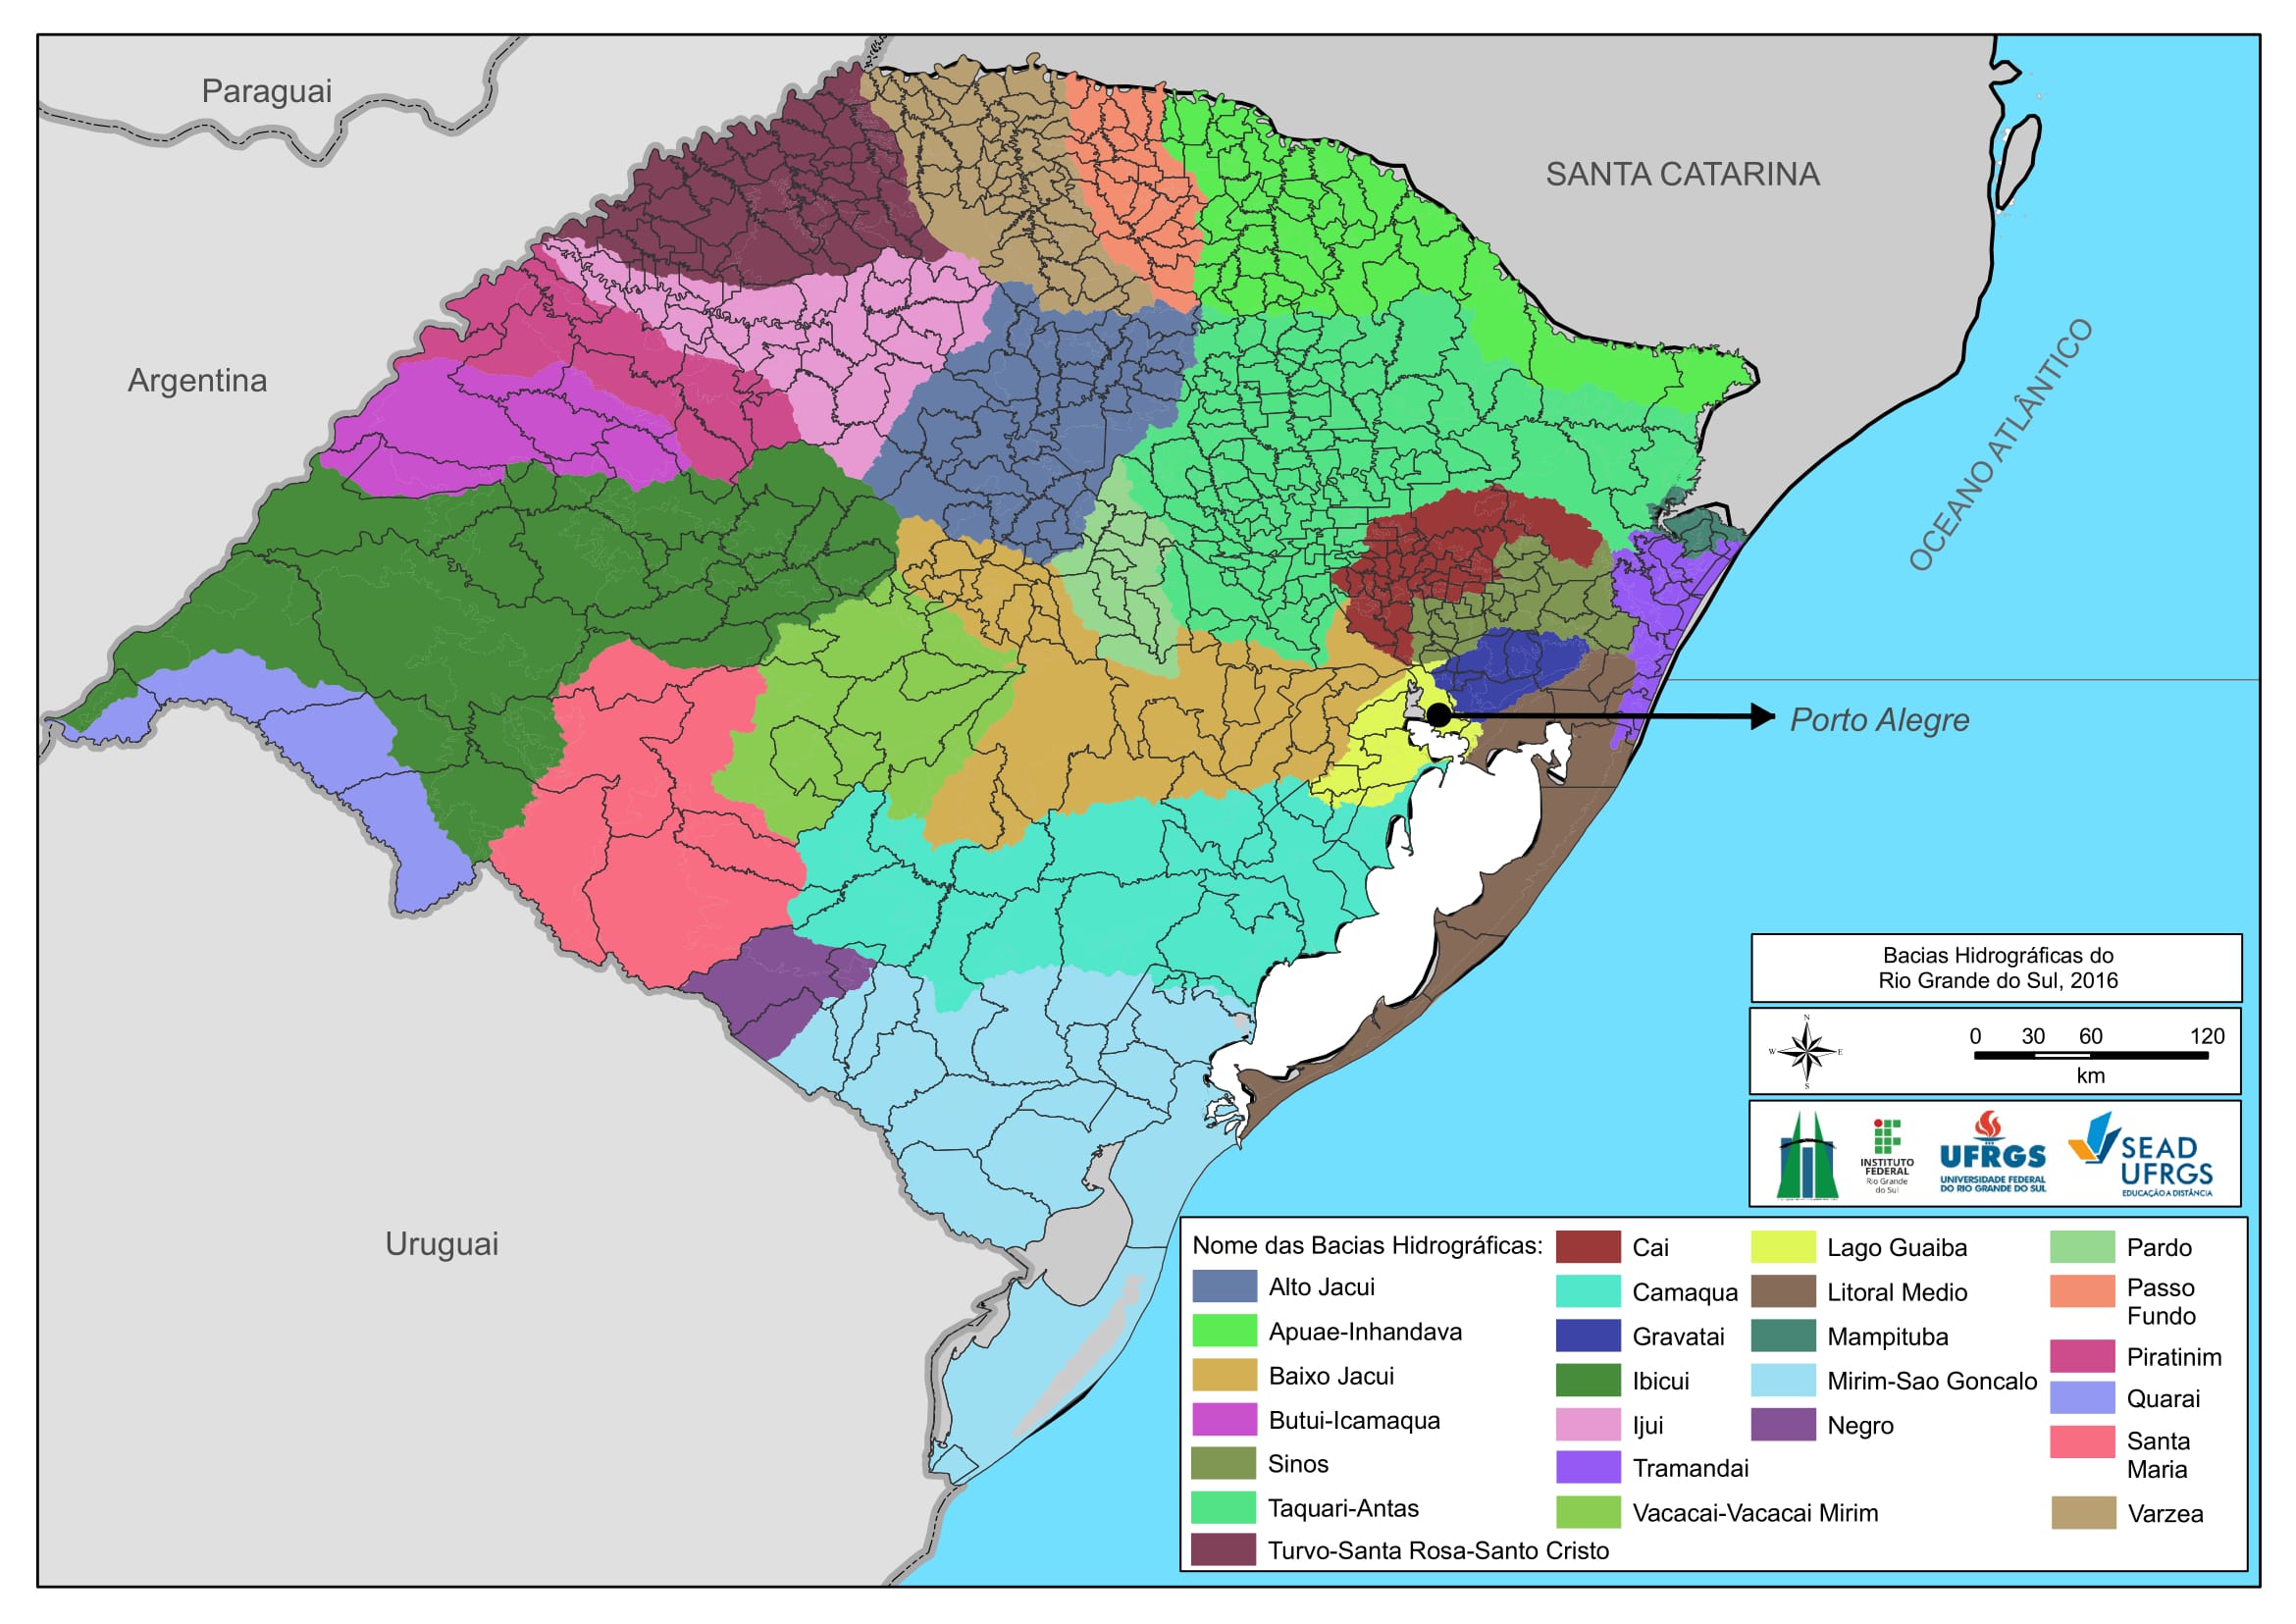 Paraguai
SANTA CATARINA
Argentina
OCEANO ATLÂNTICO
Porto Alegre
Uruguai
Bacias Hidrográficas do
Rio Grande do Sul, 2016
N
W E
S
0 30 60 120
km
INSTITUTO
FEDERAL
Rio Grande
do Sul
UFRGS
UNIVERSIDADE FEDERAL
DO RIO GRANDE DO SUL
SEAD
UFRGS
EDUCAÇÃO A DISTÂNCIA
Nome das Bacias Hidrográficas:
Alto Jacui
Apuae-Inhandava
Baixo Jacui
Butui-Icamaqua
Sinos
Taquari-Antas
Turvo-Santa Rosa-Santo Cristo
Cai
Camaqua
Gravatai
Ibicui
Ijui
Tramandai
Vacacai-Vacacai Mirim
Lago Guaiba
Litoral Medio
Mampituba
Mirim-Sao Goncalo
Negro
Pardo
Passo
Fundo
Piratinim
Quarai
Santa
Maria
Varzea